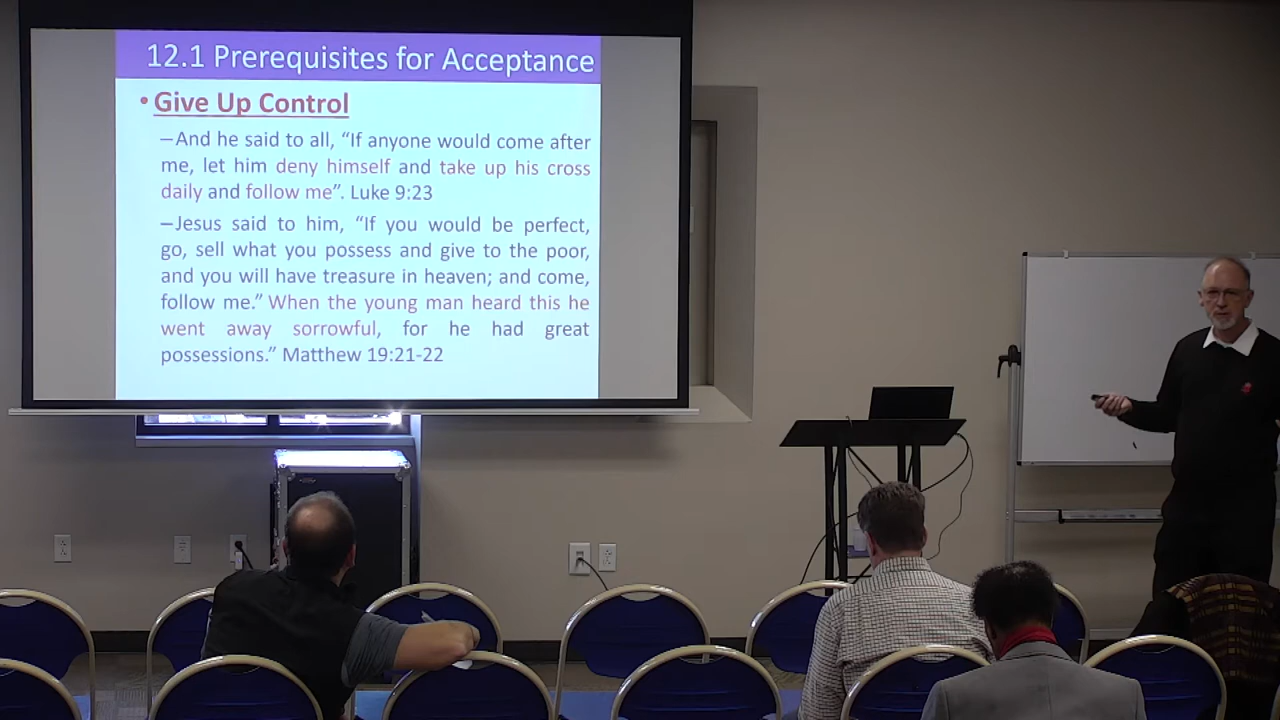 12.1 Prerequisites for Acceptance
• Give Up Control
–And he said to all, “If anyone would come after
me, let him deny himself and take up his cross
daily and follow me”. Luke 9:23
–Jesus said to him, “If you would be perfect,
go, sell what you possess and give to the poor,
and you will have treasure in heaven; and come,
follow me.” When the young man heard this he
went away sorrowful, for he had great
possessions.” Matthew 19:21-22